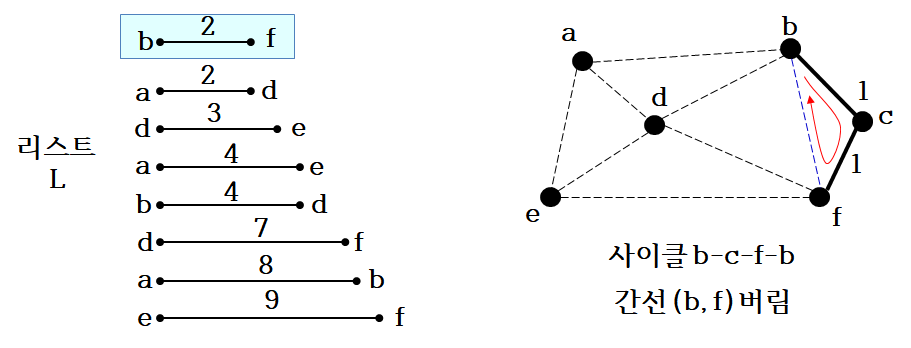 리스트
L
b 2 f
a 2 d
d 3 e
a 4 e
b 4 d
d 7 f
a 8 b
e 9 f
a
b
d
1
c
1
e
f
사이클 b-c-f-b
간선 (b, f) 버림